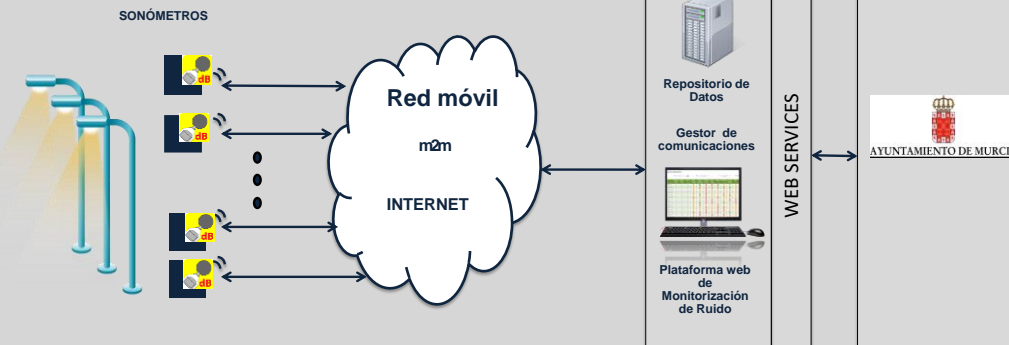 SONÓMETROS
dB
dB
dB
dB
Red móvil
m2m
INTERNET
Repositorio de
Datos
Gestor de
comunicaciones
Plataforma web
de
Monitorización
de Ruido
WEB SERVICES
AYUNTAMIENTO DE MURCI